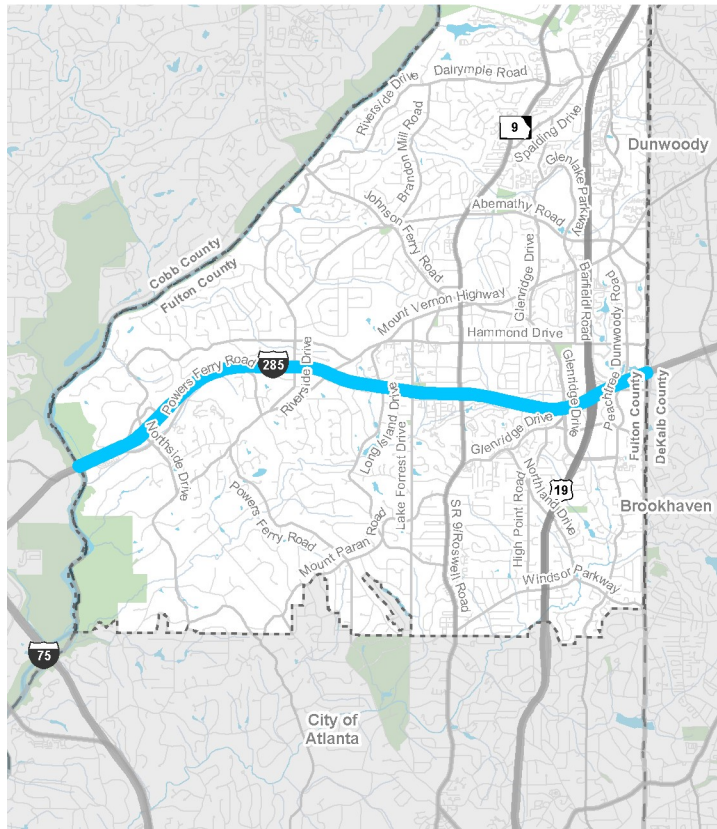 Dalrymple Road
Riverside Drive
9
Spalding Drive
Dunwoody
Brandon Mill Road
Glenlake Parkway
Johnson Ferry Road
Abernathy Road
Cobb County
Fulton County
Glenridge Drive
Barfield Road
Peachtree Dunwoody Road
Mount Vernon Highway
Hammond Drive
285
Powers Ferry Road
Riverside Drive
Glenridge Drive
Fulton County
DeKalb County
Long Island Drive
Lake Forrest Drive
Glenridge Drive
Northside Drive
19
Northland Drive
High Point Road
Brookhaven
Powers Ferry Road
SR 9/Roswell Road
Mount Paran Road
Windsor Parkway
75
City of
Atlanta